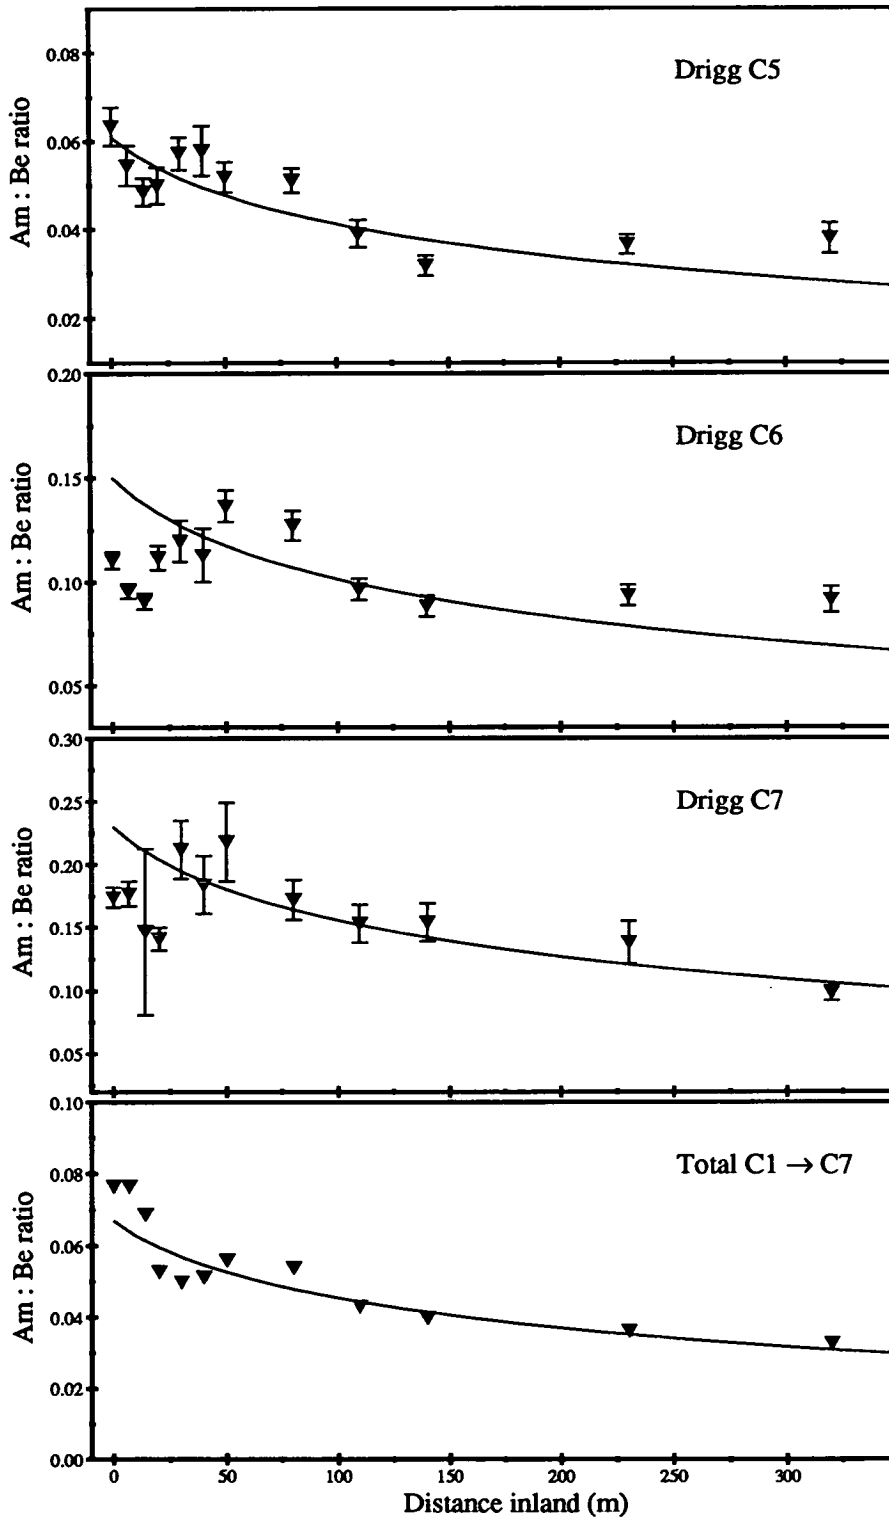 Drigg C5
Am : Be ratio
0.08
0.06
0.04
0.02
Drigg C6
Am : Be ratio
0.20
0.15
0.10
0.05
Drigg C7
Am : Be ratio
0.30
0.25
0.20
0.15
0.10
0.05
Total C1 → C7
Am : Be ratio
0.10
0.08
0.06
0.04
0.02
0.00
0 50 100 150 200 250 300
Distance inland (m)